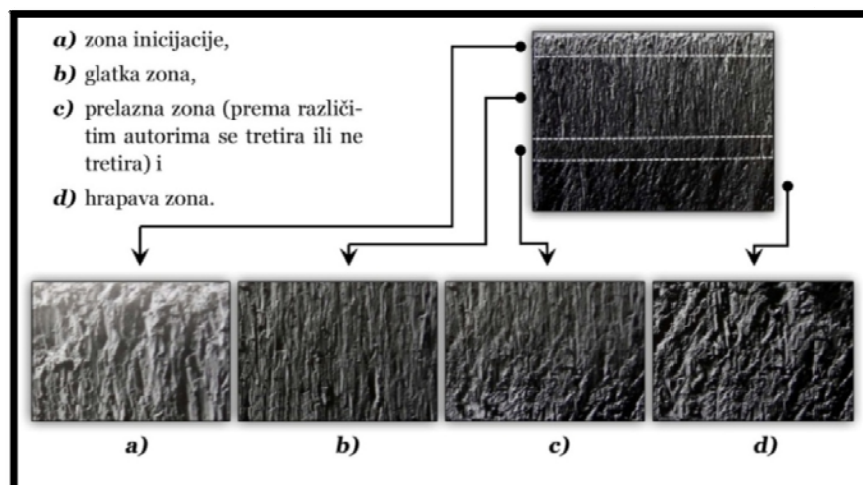 a) zona inicijacije,
b) glatka zona,
c) prelazna zona (prema različi-
tim autorima se tretira ili ne
tretira) i
d) hrapava zona.
a)
b)
c)
d)